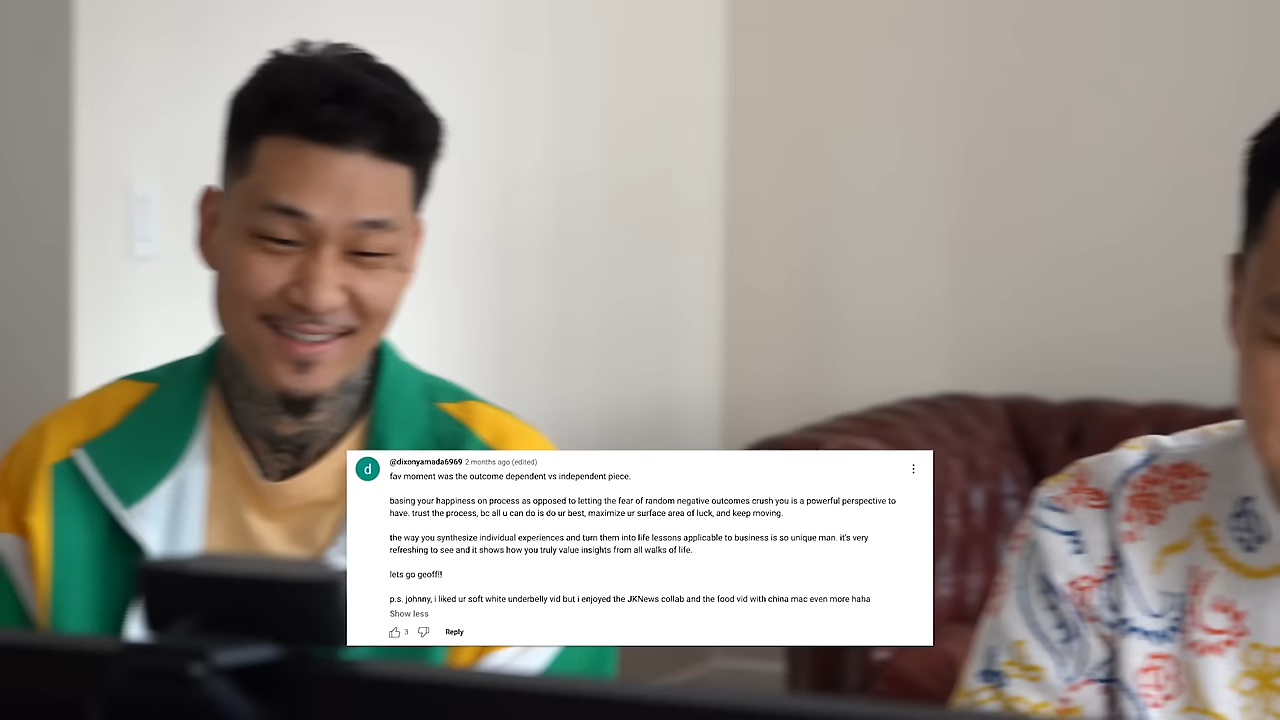 d
@dixonyamada6969 2 months ago (edited)
fav moment was the outcome dependent vs independent piece.
basing your happiness on process as opposed to letting the fear of random negative outcomes crush you is a powerful perspective to
have. trust the process, bc all u can do is do ur best, maximize ur surface area of luck, and keep moving.
the way you synthesize individual experiences and turn them into life lessons applicable to business is so unique man. it's very
refreshing to see and it shows how you truly value insights from all walks of life.
lets go geoff!!
p.s. johnny, i liked ur soft white underbelly vid but i enjoyed the JKNews collab and the food vid with china mac even more haha
Show less
3 Reply